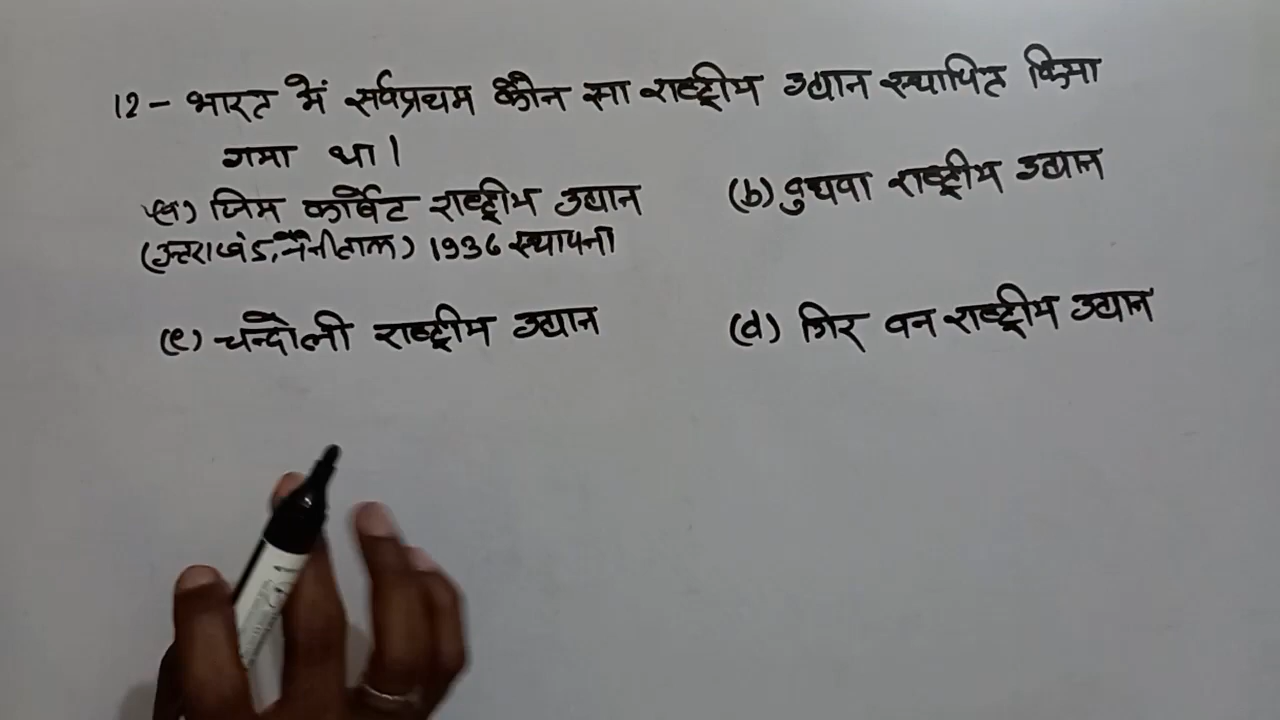 12- भारत में सर्वप्रथम कौन सा राष्ट्रीय उद्यान स्थापित किया
गया था।
(a) जिम कार्बेट राष्ट्रीय उद्यान
(b) दुधवा राष्ट्रीय उद्यान
(उत्तराखंड, नैनीताल) 1936 स्थापना
(c) चन्दौली राष्ट्रीय उद्यान
(d) गिर वन राष्ट्रीय उद्यान